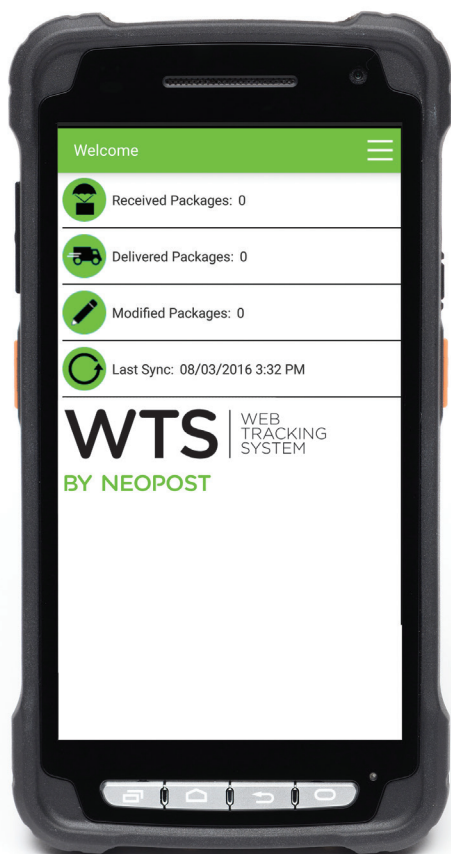 Welcome
Received Packages: 0
Delivered Packages: 0
Modified Packages: 0
Last Sync: 08/03/2016 3:32 PM
WTS
WEB
TRACKING
SYSTEM
BY NEOPOST